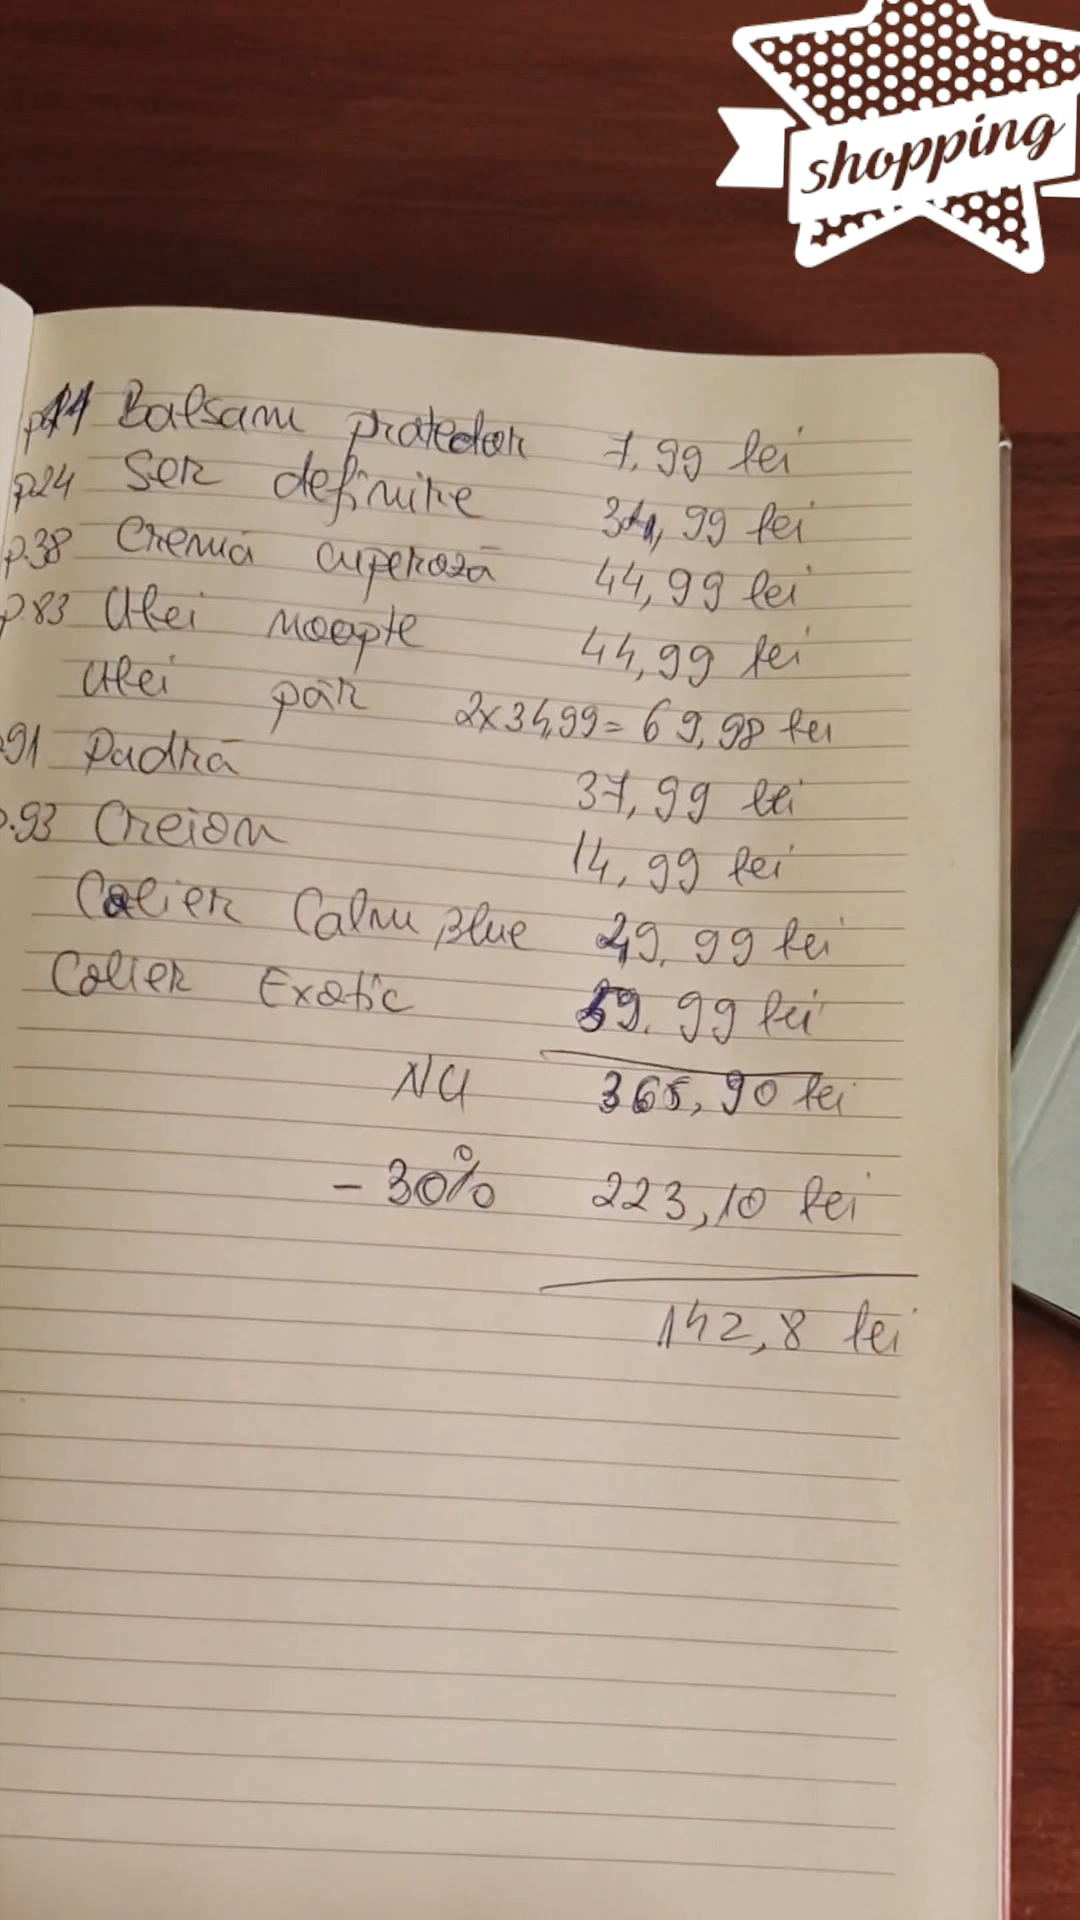 shopping
p14 Balsam protector 7,99 lei
p24 Ser definire 34,99 lei
p.38 Cremă cuperoză 44,99 lei
p.83 Ulei noapte 44,99 lei
Ulei păr 2x34,99= 69,98 lei
p.91 Pudră 37,99 lei
p.93 Creion 14,99 lei
Colier Calm Blue 49,99 lei
Colier Exotic 59,99 lei
NU 365,90 lei
- 30% 223,10 lei
142,8 lei